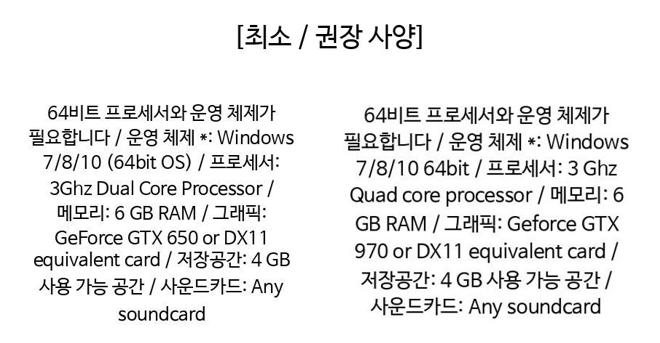 [최소 / 권장 사양]
64비트 프로세서와 운영 체제가
필요합니다 / 운영 체제 *: Windows
7/8/10 (64bit OS) / 프로세서:
3Ghz Dual Core Processor /
메모리: 6 GB RAM / 그래픽:
GeForce GTX 650 or DX11
equivalent card / 저장공간: 4 GB
사용 가능 공간 / 사운드카드: Any
soundcard
64비트 프로세서와 운영 체제가
필요합니다 / 운영 체제 *: Windows
7/8/10 64bit / 프로세서: 3 Ghz
Quad core processor / 메모리: 6
GB RAM / 그래픽: Geforce GTX
970 or DX11 equivalent card /
저장공간: 4 GB 사용 가능 공간 /
사운드카드: Any soundcard